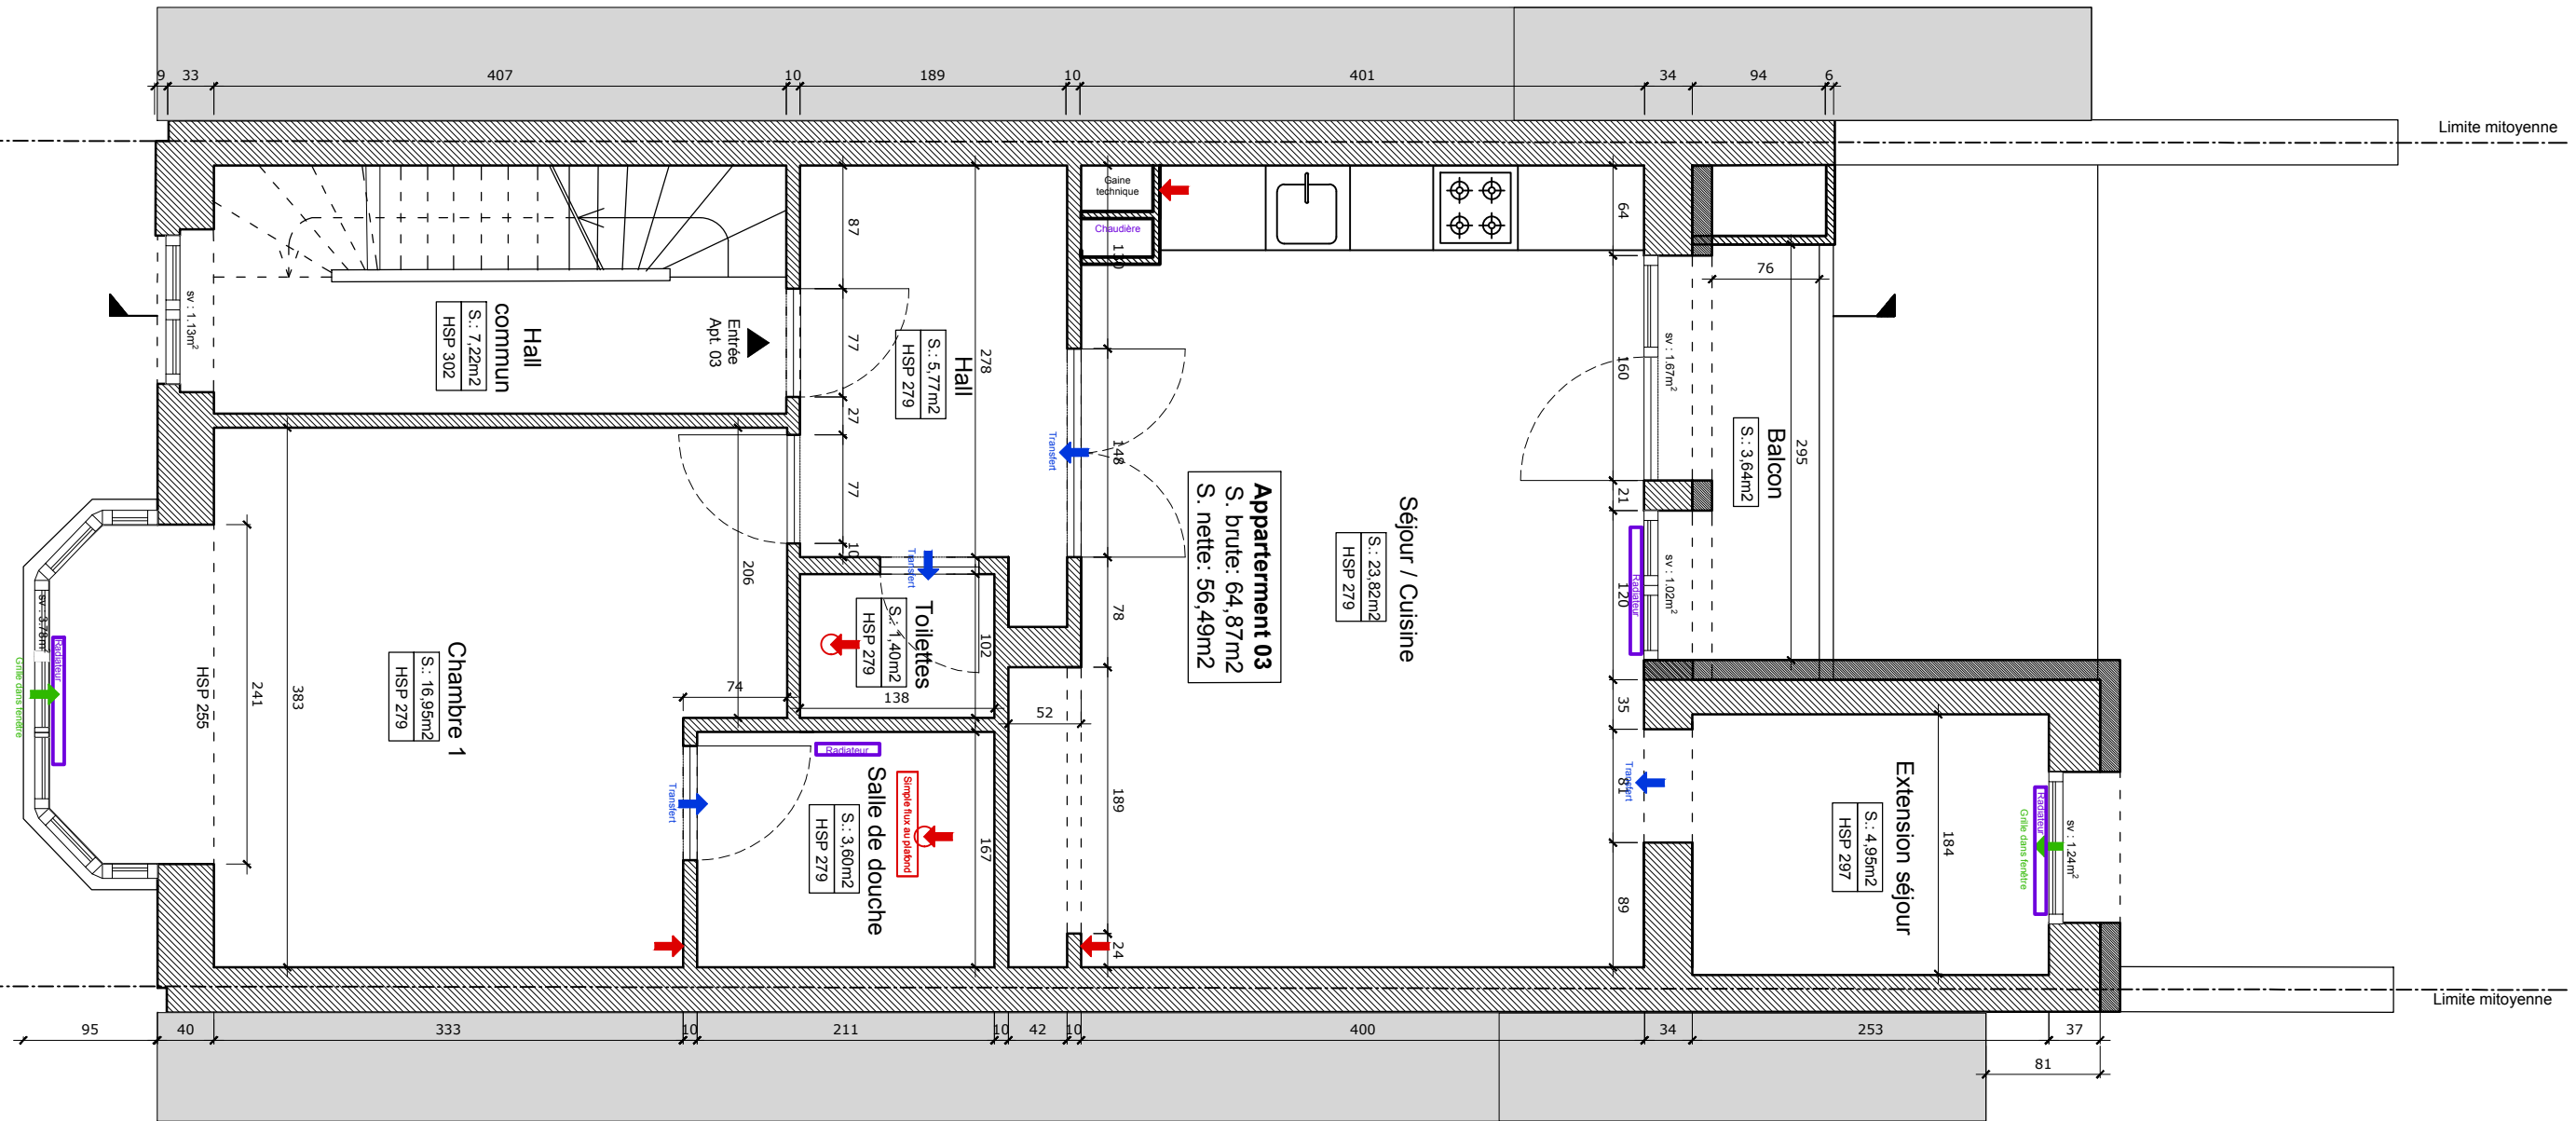 9
33
407
10
189
10
401
34
94
6
Limite mitoyenne
Gaine
technique
Chaudière
130
64
76
87
77
27
77
10
278
148
78
189
24
160
21
120
35
81
89
295
sv : 1.13m²
Hall
commun
S.: 7,22m2
HSP 302
Entrée
Apt. 03
Hall
S.: 5,77m2
HSP 279
Transfert
sv : 1.67m²
sv : 1.02m²
Radiateur
Balcon
S.: 3,64m2
Séjour / Cuisine
S.: 23,82m2
HSP 279
Appartement 03
S. brute: 64,87m2
S. nette: 56,49m2
Transfert
Toilettes
S.: 1,40m2
HSP 279
102
138
206
74
52
Chambre 1
S.: 16,95m2
HSP 279
383
241
HSP 255
sv : 3.78m²
Radiateur
Grille dans fenêtre
Transfert
Radiateur
Simple flux au plafond
Salle de douche
S.: 3,60m2
HSP 279
167
Transfert
Extension séjour
S.: 4,95m2
HSP 297
184
Radiateur
Grille dans fenêtre
sv : 1.24m²
Limite mitoyenne
95
40
333
10
211
10
42
10
400
34
253
37
81